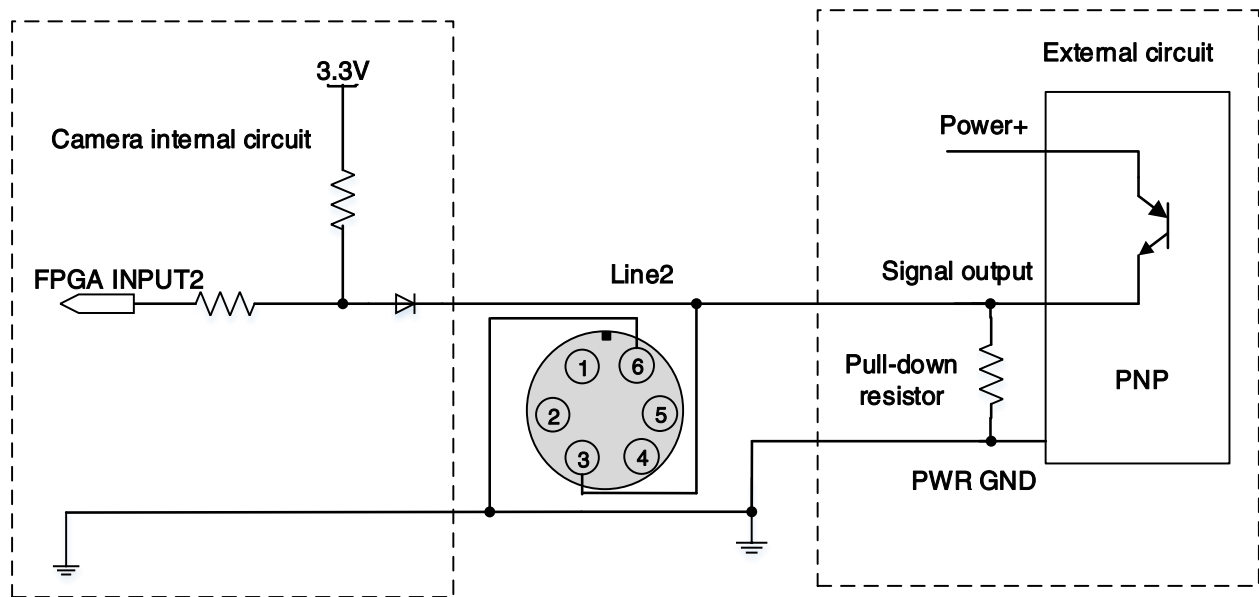 External circuit
3.3V
Power+
Camera internal circuit
FPGA INPUT2
Line2
Signal output
1
6
Pull-down
resistor
PNP
2
5
3
4
PWR GND